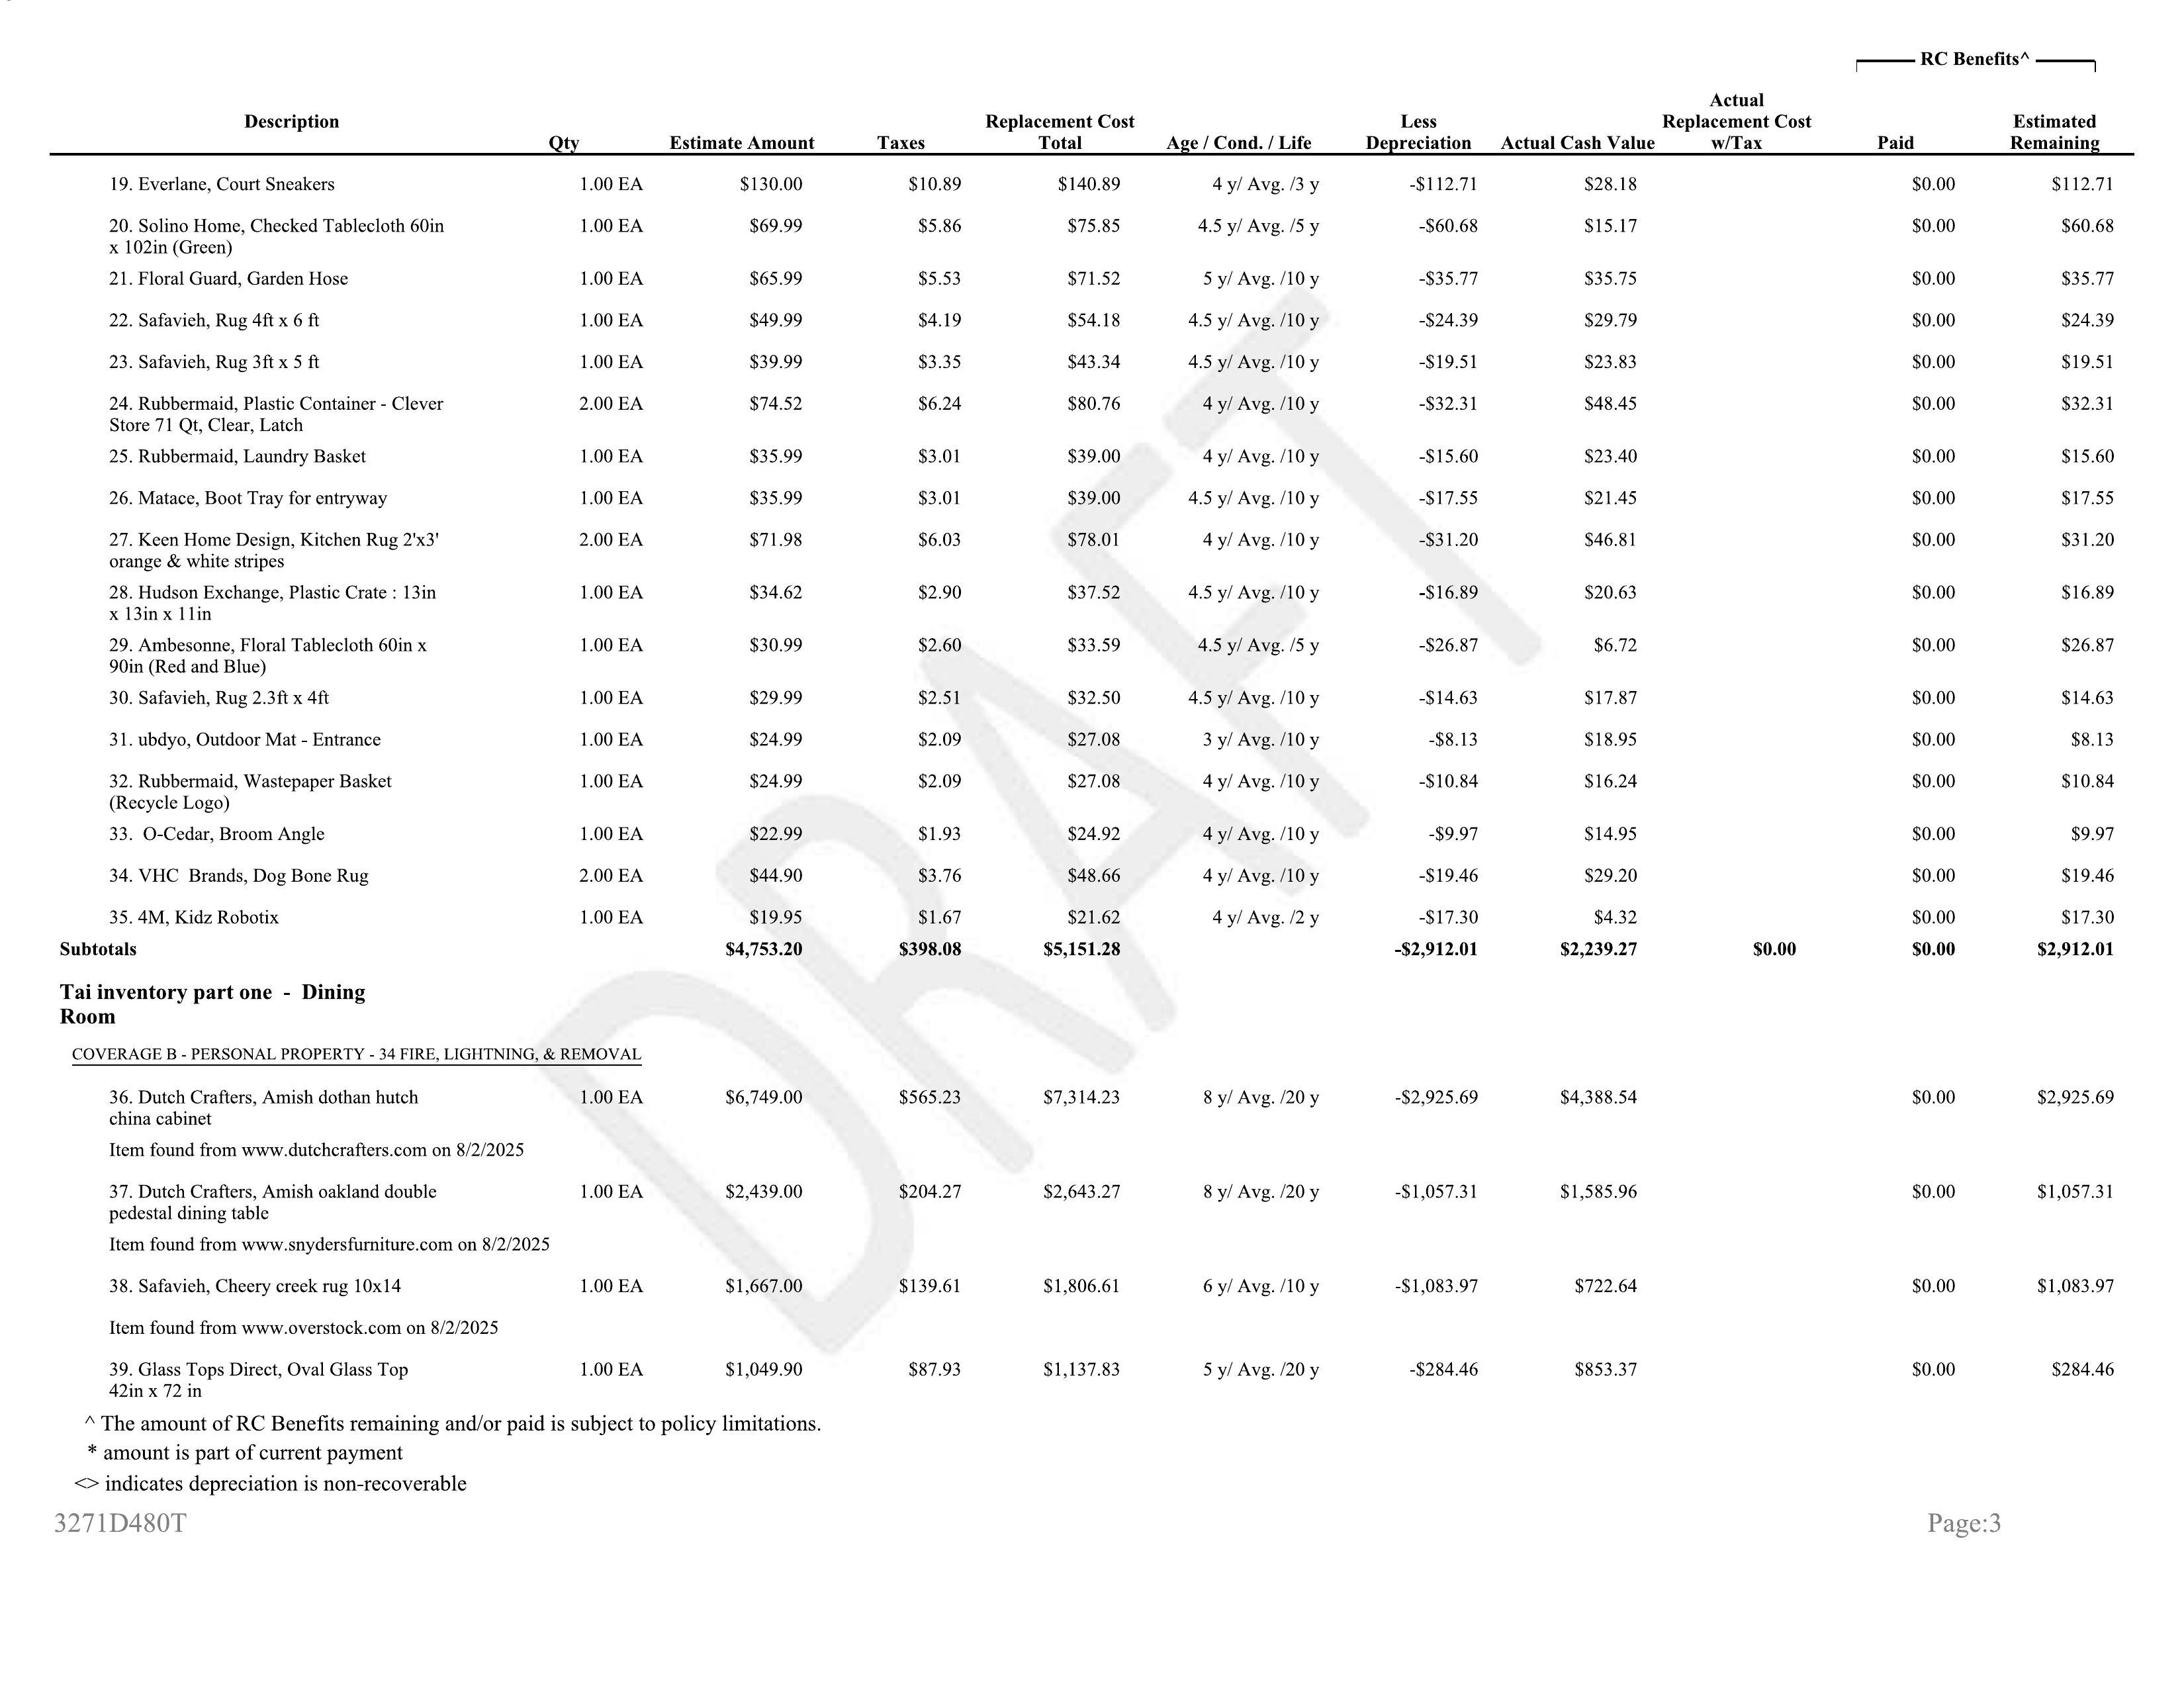 RC Benefits^
Description Qty Estimate Amount Taxes Replacement Cost Total Age / Cond. / Life Less Depreciation Actual Cash Value Actual Replacement Cost w/Tax Paid Estimated Remaining
19. Everlane, Court Sneakers 1.00 EA $130.00 $10.89 $140.89 4 y/ Avg. /3 y -$112.71 $28.18 $0.00 $112.71
20. Solino Home, Checked Tablecloth 60in 1.00 EA $69.99 $5.86 $75.85 4.5 y/ Avg. /5 y -$60.68 $15.17 $0.00 $60.68
x 102in (Green)
21. Floral Guard, Garden Hose 1.00 EA $65.99 $5.53 $71.52 5 y/ Avg. /10 y -$35.77 $35.75 $0.00 $35.77
22. Safavieh, Rug 4ft x 6 ft 1.00 EA $49.99 $4.19 $54.18 4.5 y/ Avg. /10 y -$24.39 $29.79 $0.00 $24.39
23. Safavieh, Rug 3ft x 5 ft 1.00 EA $39.99 $3.35 $43.34 4.5 y/ Avg. /10 y -$19.51 $23.83 $0.00 $19.51
24. Rubbermaid, Plastic Container - Clever 2.00 EA $74.52 $6.24 $80.76 4 y/ Avg. /10 y -$32.31 $48.45 $0.00 $32.31
Store 71 Qt, Clear, Latch
25. Rubbermaid, Laundry Basket 1.00 EA $35.99 $3.01 $39.00 4 y/ Avg. /10 y -$15.60 $23.40 $0.00 $15.60
26. Matace, Boot Tray for entryway 1.00 EA $35.99 $3.01 $39.00 4.5 y/ Avg. /10 y -$17.55 $21.45 $0.00 $17.55
27. Keen Home Design, Kitchen Rug 2'x3' 2.00 EA $71.98 $6.03 $78.01 4 y/ Avg. /10 y -$31.20 $46.81 $0.00 $31.20
orange & white stripes
28. Hudson Exchange, Plastic Crate : 13in 1.00 EA $34.62 $2.90 $37.52 4.5 y/ Avg. /10 y -$16.89 $20.63 $0.00 $16.89
x 13in x 11in
29. Ambesonne, Floral Tablecloth 60in x 1.00 EA $30.99 $2.60 $33.59 4.5 y/ Avg. /5 y -$26.87 $6.72 $0.00 $26.87
90in (Red and Blue)
30. Safavieh, Rug 2.3ft x 4ft 1.00 EA $29.99 $2.51 $32.50 4.5 y/ Avg. /10 y -$14.63 $17.87 $0.00 $14.63
31. ubdyo, Outdoor Mat - Entrance 1.00 EA $24.99 $2.09 $27.08 3 y/ Avg. /10 y -$8.13 $18.95 $0.00 $8.13
32. Rubbermaid, Wastepaper Basket 1.00 EA $24.99 $2.09 $27.08 4 y/ Avg. /10 y -$10.84 $16.24 $0.00 $10.84
(Recycle Logo)
33. O-Cedar, Broom Angle 1.00 EA $22.99 $1.93 $24.92 4 y/ Avg. /10 y -$9.97 $14.95 $0.00 $9.97
34. VHC Brands, Dog Bone Rug 2.00 EA $44.90 $3.76 $48.66 4 y/ Avg. /10 y -$19.46 $29.20 $0.00 $19.46
35. 4M, Kidz Robotix 1.00 EA $19.95 $1.67 $21.62 4 y/ Avg. /2 y -$17.30 $4.32 $0.00 $17.30
Subtotals $4,753.20 $398.08 $5,151.28 -$2,912.01 $2,239.27 $0.00 $0.00 $2,912.01
Tai inventory part one - Dining
Room
COVERAGE B - PERSONAL PROPERTY - 34 FIRE, LIGHTNING, & REMOVAL
36. Dutch Crafters, Amish dothan hutch 1.00 EA $6,749.00 $565.23 $7,314.23 8 y/ Avg. /20 y -$2,925.69 $4,388.54 $0.00 $2,925.69
china cabinet
Item found from www.dutchcrafters.com on 8/2/2025
37. Dutch Crafters, Amish oakland double 1.00 EA $2,439.00 $204.27 $2,643.27 8 y/ Avg. /20 y -$1,057.31 $1,585.96 $0.00 $1,057.31
pedestal dining table
Item found from www.snydersfurniture.com on 8/2/2025
38. Safavieh, Cheery creek rug 10x14 1.00 EA $1,667.00 $139.61 $1,806.61 6 y/ Avg. /10 y -$1,083.97 $722.64 $0.00 $1,083.97
Item found from www.overstock.com on 8/2/2025
39. Glass Tops Direct, Oval Glass Top 1.00 EA $1,049.90 $87.93 $1,137.83 5 y/ Avg. /20 y -$284.46 $853.37 $0.00 $284.46
42in x 72 in
^ The amount of RC Benefits remaining and/or paid is subject to policy limitations.
* amount is part of current payment
<> indicates depreciation is non-recoverable
3271D480T Page:3
DRAFT